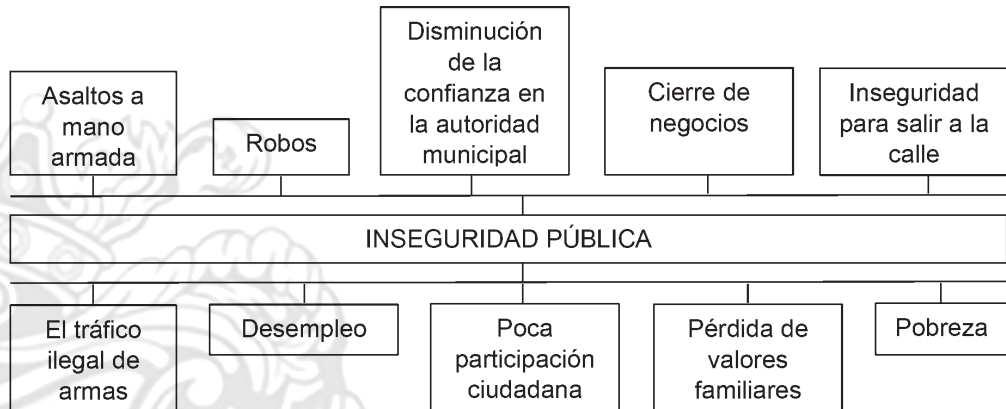 Asaltos a
mano
armada
Robos
Disminución
de la
confianza en
la autoridad
municipal
Cierre de
negocios
Inseguridad
para salir a la
calle
INSEGURIDAD PÚBLICA
El tráfico
ilegal de
armas
Desempleo
Poca
participación
ciudadana
Pérdida de
valores
familiares
Pobreza